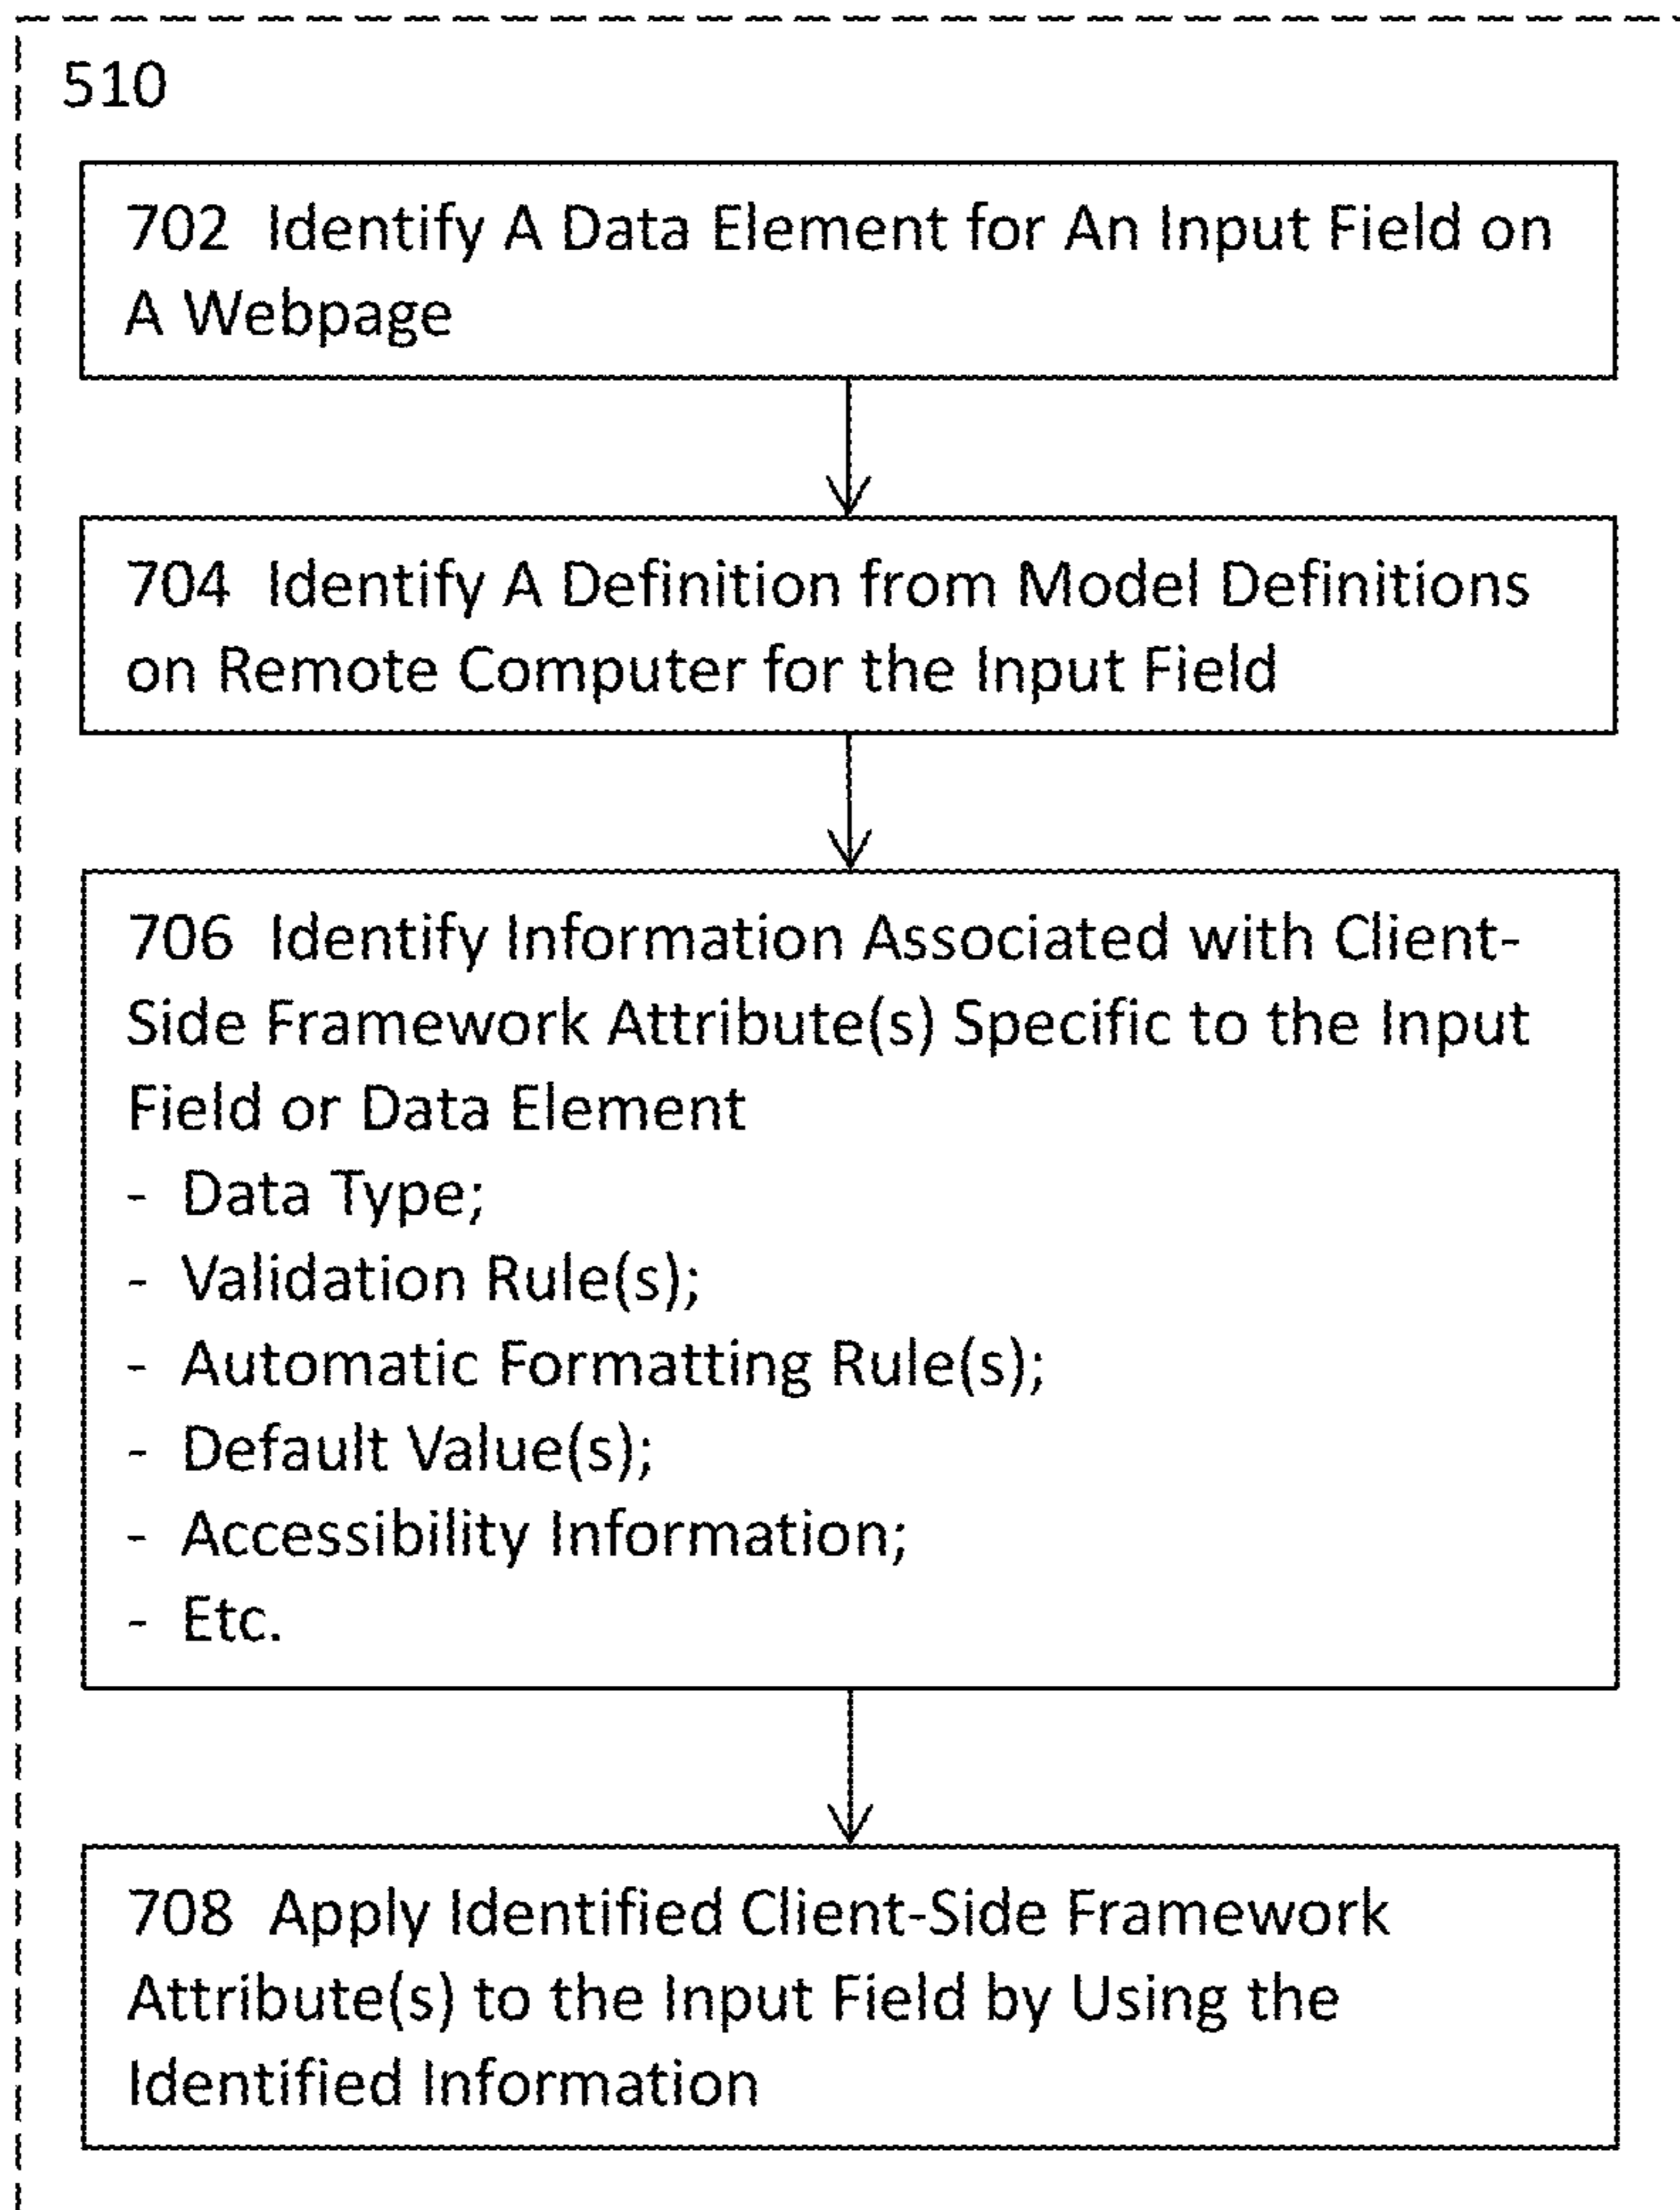 510
702 Identify A Data Element for An Input Field on
A Webpage
704 Identify A Definition from Model Definitions
on Remote Computer for the Input Field
706 Identify Information Associated with Client-
Side Framework Attribute(s) Specific to the Input
Field or Data Element
- Data Type;
- Validation Rule(s);
- Automatic Formatting Rule(s);
- Default Value(s);
- Accessibility Information;
- Etc.
708 Apply Identified Client-Side Framework
Attribute(s) to the Input Field by Using the
Identified Information